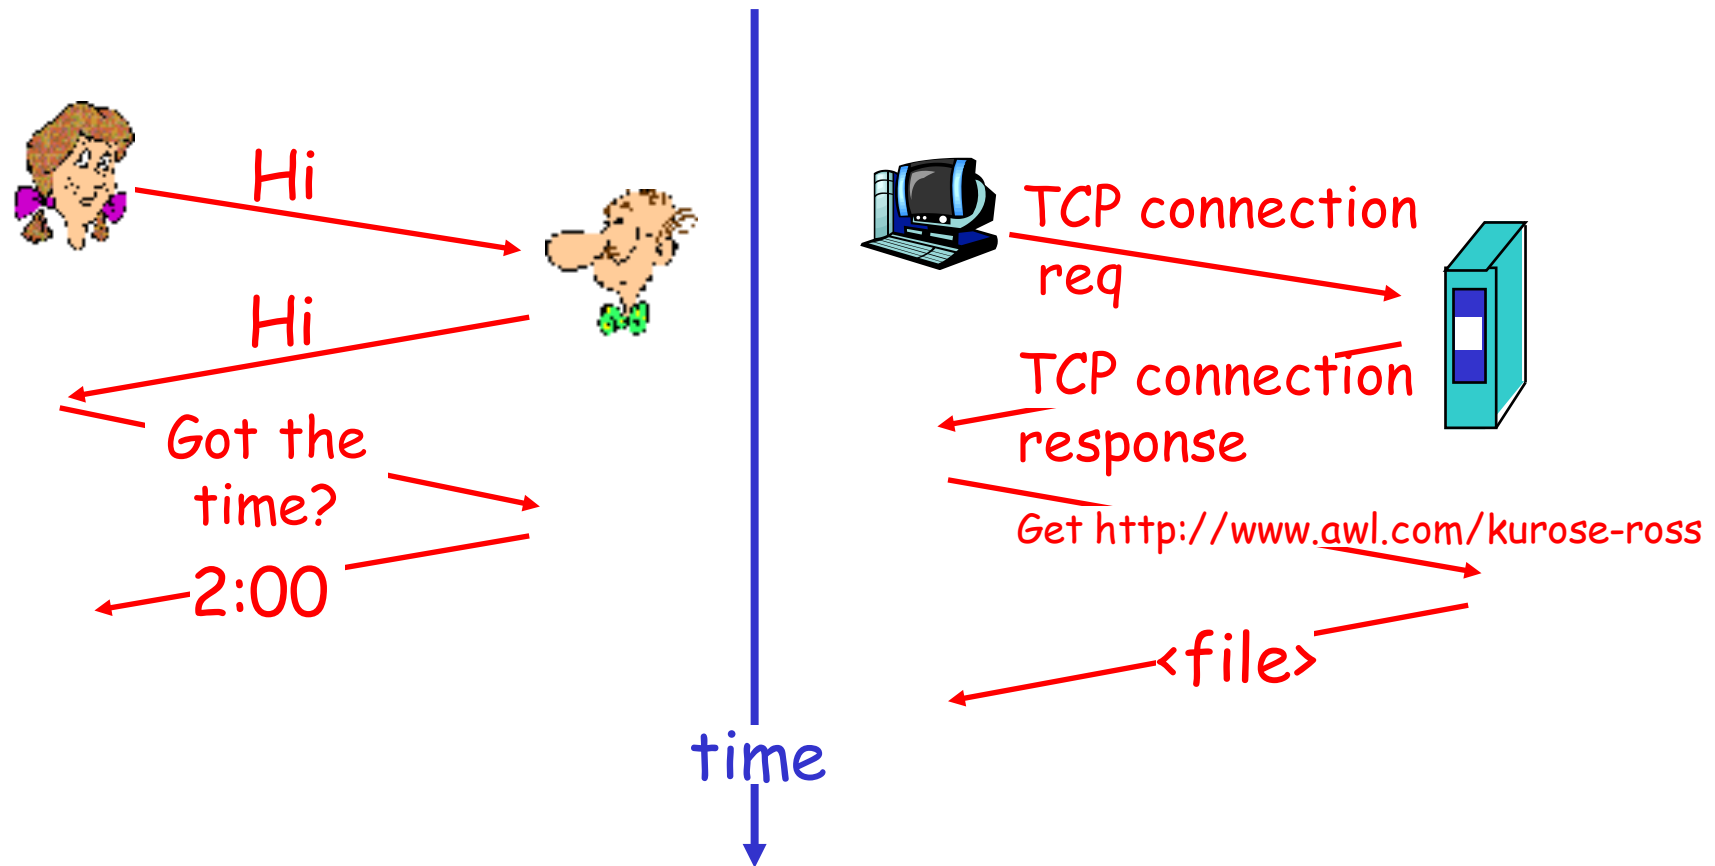 Hi
Hi
Got the
time?
2:00
time
TCP connection
req
TCP connection
response
Get http://www.awl.com/kurose-ross
<file>